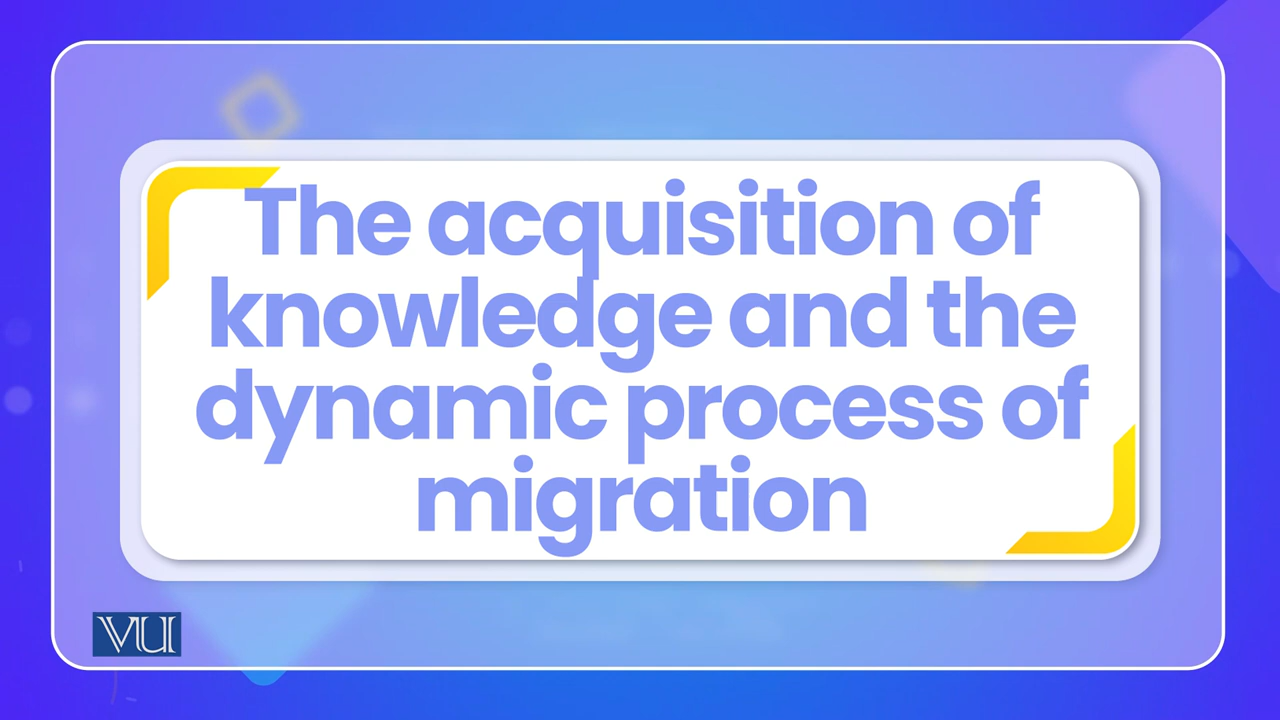 The acquisition of
knowledge and the
dynamic process of
migration
VU